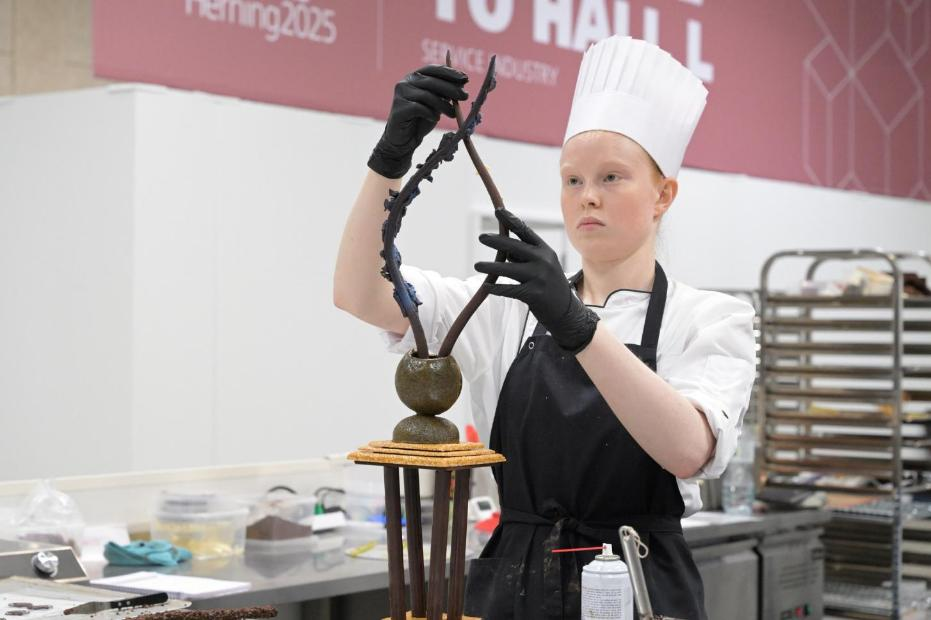 Herning2025
TO HALL L
SERVICE INDUSTRY